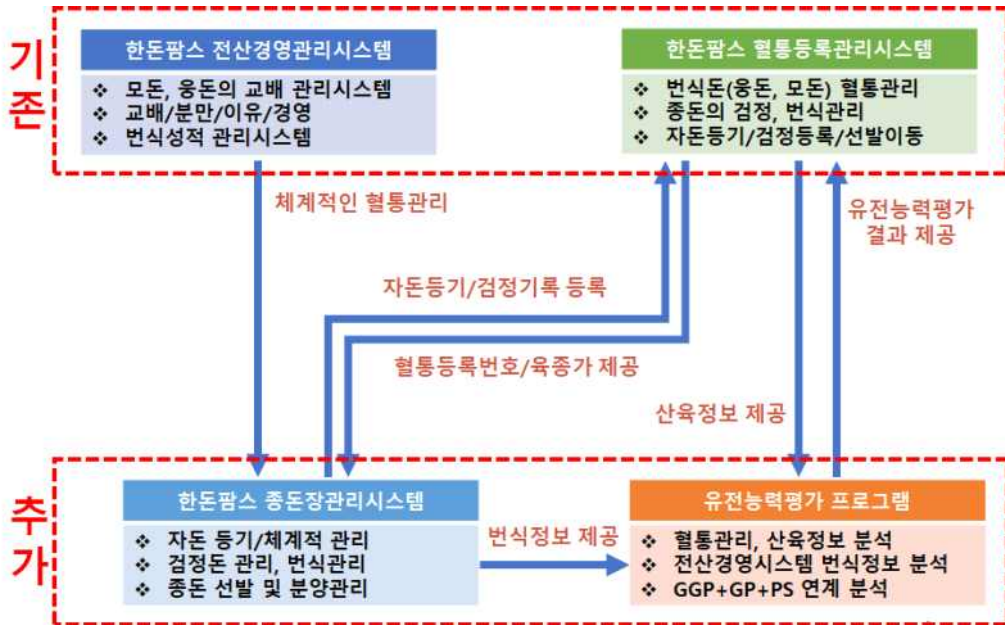 기존
한돈팜스 전산경영관리시스템
❖ 모돈, 웅돈의 교배 관리시스템
❖ 교배/분만/이유/경영
❖ 번식성적 관리시스템
한돈팜스 혈통등록관리시스템
❖ 번식돈(웅돈, 모돈) 혈통관리
❖ 종돈의 검정, 번식관리
❖ 자돈등기/검정등록/선발이동
체계적인 혈통관리
유전능력평가
결과 제공
자돈등기/검정기록 등록
혈통등록번호/육종가 제공
산육정보 제공
추가
한돈팜스 종돈장관리시스템
❖ 자돈 등기/체계적 관리
❖ 검정돈 관리, 번식관리
❖ 종돈 선발 및 분양관리
번식정보 제공
유전능력평가 프로그램
❖ 혈통관리, 산육정보 분석
❖ 전산경영시스템 번식정보 분석
❖ GGP+GP+PS 연계 분석